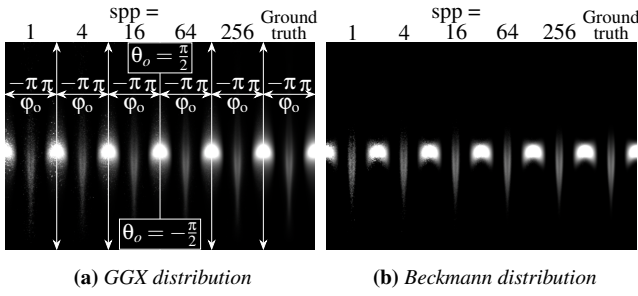 spp =
1 4 16 64 256 Ground truth
θₒ = π/2
−π π −π π −π π −π π −π π −π π
φₒ φₒ φₒ φₒ φₒ φₒ
θₒ = −π/2
(a) GGX distribution
spp =
1 4 16 64 256 Ground truth
(b) Beckmann distribution